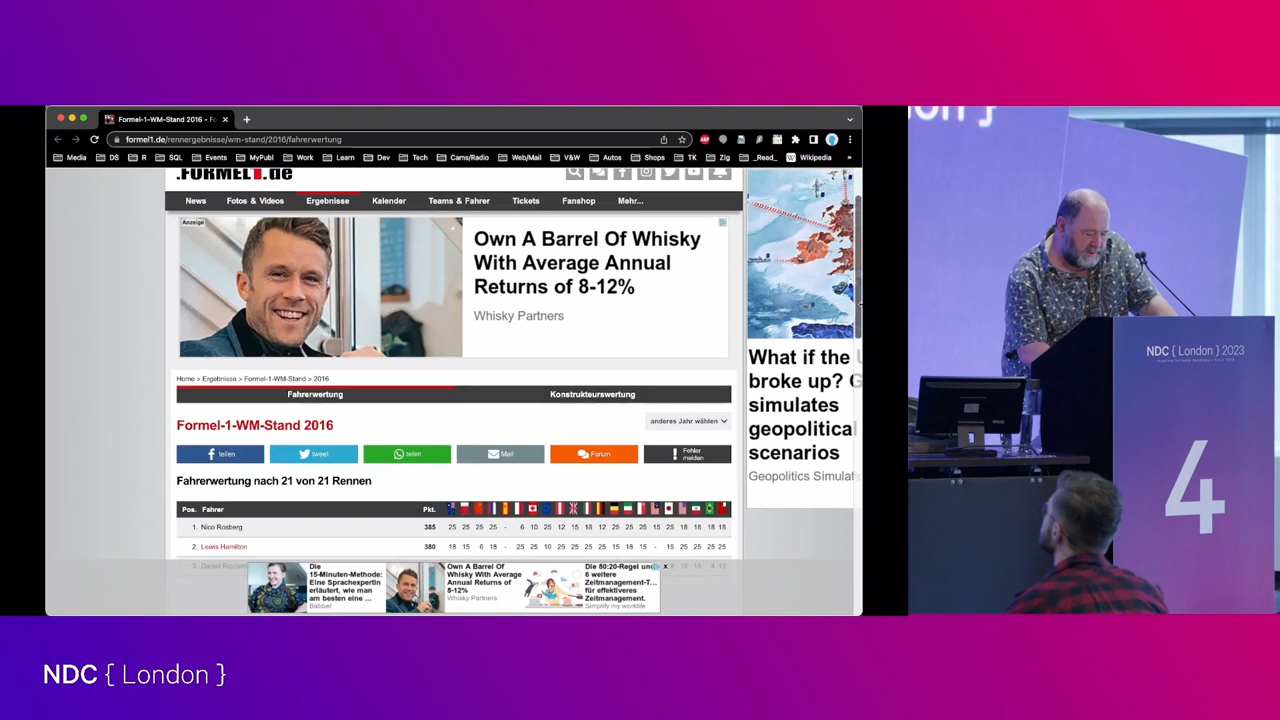 Formel-1-WM-Stand 2016 - Fo
formel1.de/rennergebnisse/wm-stand/2016/fahrerwertung
Media DS R SQL Events MyPubl Work Learn Dev Tech Cams/Radio Web/Mail V&W Autos Shops TK Zig _Read_ Wikipedia »
.FORMEL1.de
News Fotos & Videos Ergebnisse Kalender Teams & Fahrer Tickets Fanshop Mehr...
Anzeige
Own A Barrel Of Whisky
With Average Annual
Returns of 8-12%
Whisky Partners
What if the
broke up?
simulates
geopolitical
scenarios
Geopolitics Simulat
Home > Ergebnisse > Formel-1-WM-Stand > 2016
Fahrerwertung Konstrukteurswertung
Formel-1-WM-Stand 2016
anderes Jahr wählen
teilen tweet teilen Mail Forum Fehler melden
Fahrerwertung nach 21 von 21 Rennen
Pos. Fahrer Pkt.
1. Nico Rosberg 385 25 25 25 25 - 6 10 25 12 15 18 12 25 25 25 15 25 18 18 18 18
2. Lewis Hamilton 380 18 15 6 18 - 25 25 10 25 25 25 25 15 18 15 - 15 25 25 25 25
Die
15-Minuten-Methode:
Eine Sprachexpertin
erläutert, wie man
am besten eine ...
Babbel
Own A Barrel Of
Whisky With Average
Annual Returns of
8-12%
Whisky Partners
Die 80:20-Regel und
6 weitere
Zeitmanagement-T...
für effektiveres
Zeitmanagement.
Simplify my worklife
x
NDC { London } 2023
4
NDC { London }